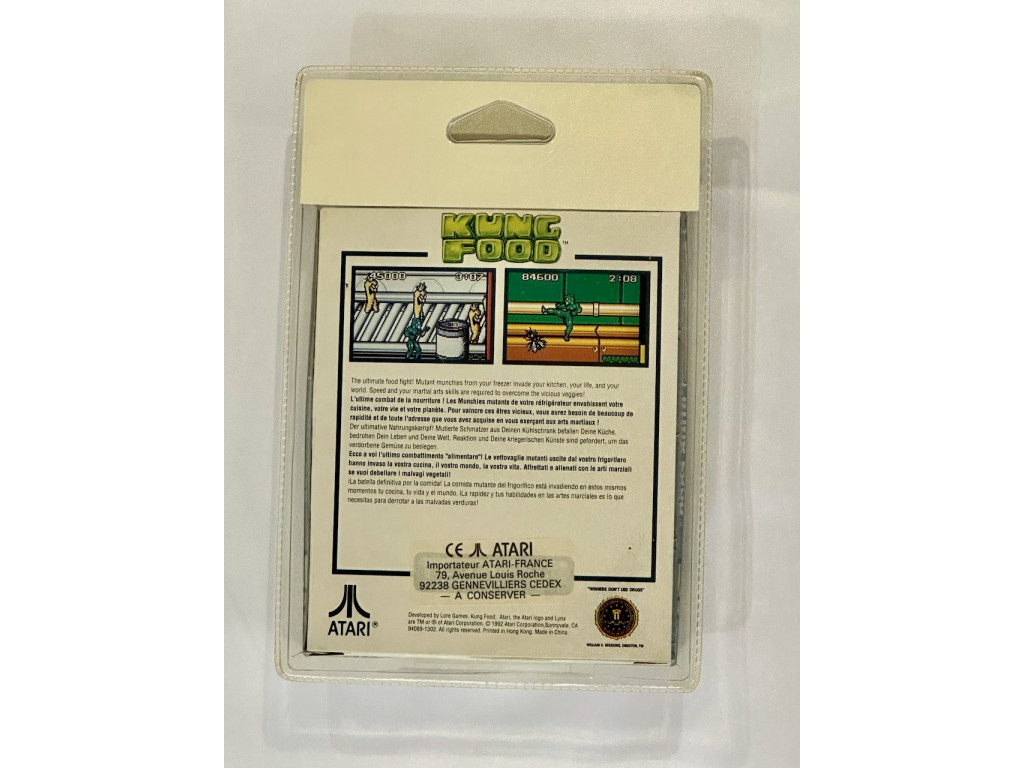 KUNG
FOOD™
45000 3:07
84600 2:08
The ultimate food fight! Mutant munchies from your freezer invade your kitchen, your life, and your
world. Speed and your martial arts skills are required to overcome the vicious veggies!
L'ultime combat de la nourriture ! Les Munchies mutants de votre réfrigérateur envahissent votre
cuisine, votre vie et votre planète. Pour vaincre ces êtres vicieux, vous aurez besoin de beaucoup de
rapidité et de toute l'adresse que vous avez acquise en vous exerçant aux arts martiaux !
Der ultimative Nahrungskampf! Mutierte Schmatzer aus Deinen Kühlschrank befallen Deine Küche,
bedrohen Dein Leben und Deine Welt. Reaktion und Deine kriegerischen Künste sind gefordert, um das
verdorbene Gemüse zu besiegen.
Ecco a voi l'ultimo combattimento "alimentare"! Le vettovaglie mutanti uscite dal vostro frigorifero
hanno invaso la vostra cucina, il vostro mondo, la vostra vita. Affrettati e allenati con le arti marziali
se vuoi debellare i malvagi vegetali!
¡La batella definitiva por la comida! La comida mutante del frigorífico está invadiendo en estos mismos
momentos tu cocina, tu vida y el mundo. ¡La rapidez y tus habilidades en las artes marciales es lo que
necesitas para derrotar a las malvadas verduras!
CE ATARI
Importateur ATARI-FRANCE
79, Avenue Louis Roche
92238 GENNEVILLIERS CEDEX
— A CONSERVER —
ATARI®
Developed by Lore Games. Kung Food, Atari, the Atari logo and Lynx
are TM or ® of Atari Corporation. © 1992 Atari Corporation, Sunnyvale, CA
94089-1302. All rights reserved. Printed in Hong Kong. Made in China.
"WINNERS DON'T USE DRUGS"
WILLIAM S. SESSIONS, DIRECTOR, FBI